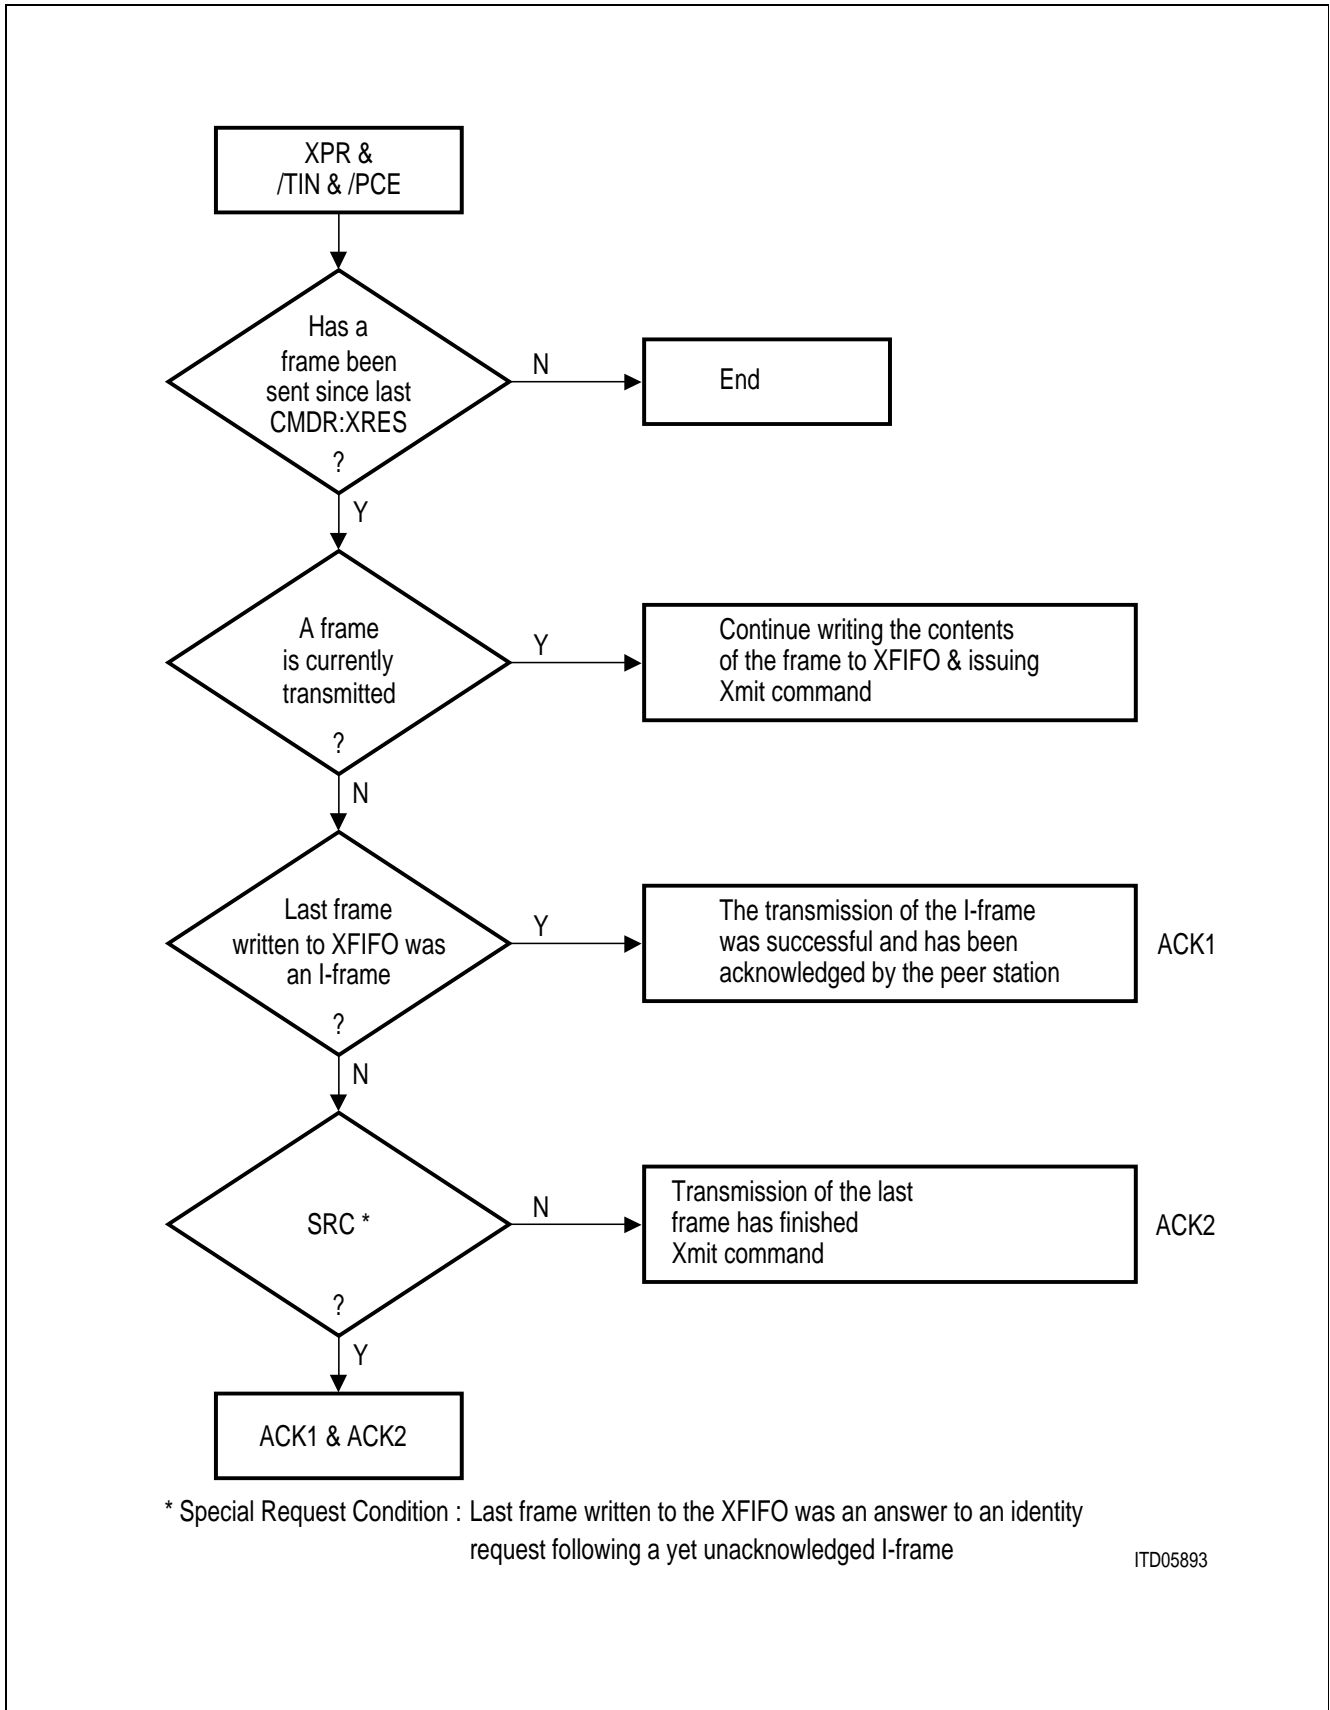 XPR &
/TIN & /PCE
Has a
frame been
sent since last
CMDR:XRES
?
N
End
Y
A frame
is currently
transmitted
?
Y
Continue writing the contents
of the frame to XFIFO & issuing
Xmit command
N
Last frame
written to XFIFO was
an I-frame
?
Y
The transmission of the I-frame
was successful and has been
acknowledged by the peer station
ACK1
N
SRC *
?
N
Transmission of the last
frame has finished
Xmit command
ACK2
Y
ACK1 & ACK2
* Special Request Condition : Last frame written to the XFIFO was an answer to an identity
request following a yet unacknowledged I-frame
ITD05893